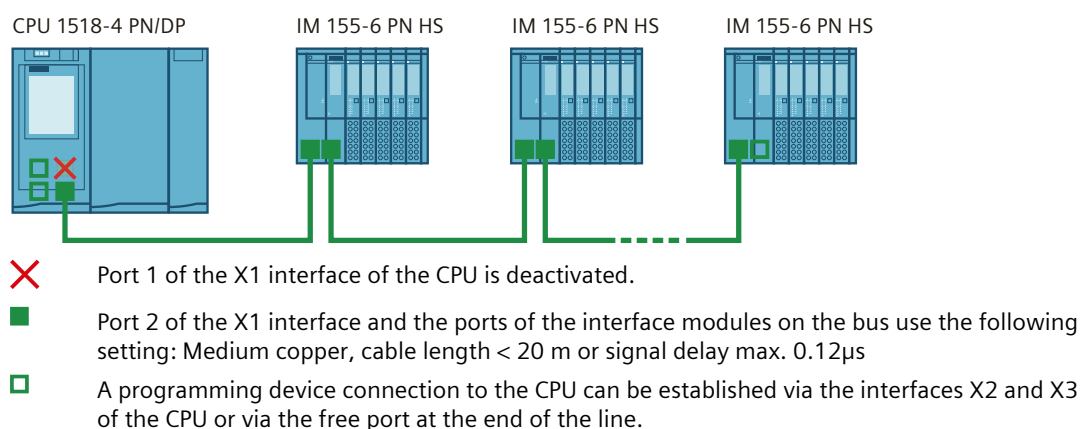 CPU 1518-4 PN/DP
IM 155-6 PN HS
IM 155-6 PN HS
IM 155-6 PN HS
Port 1 of the X1 interface of the CPU is deactivated.
Port 2 of the X1 interface and the ports of the interface modules on the bus use the following
setting: Medium copper, cable length < 20 m or signal delay max. 0.12µs
A programming device connection to the CPU can be established via the interfaces X2 and X3
of the CPU or via the free port at the end of the line.